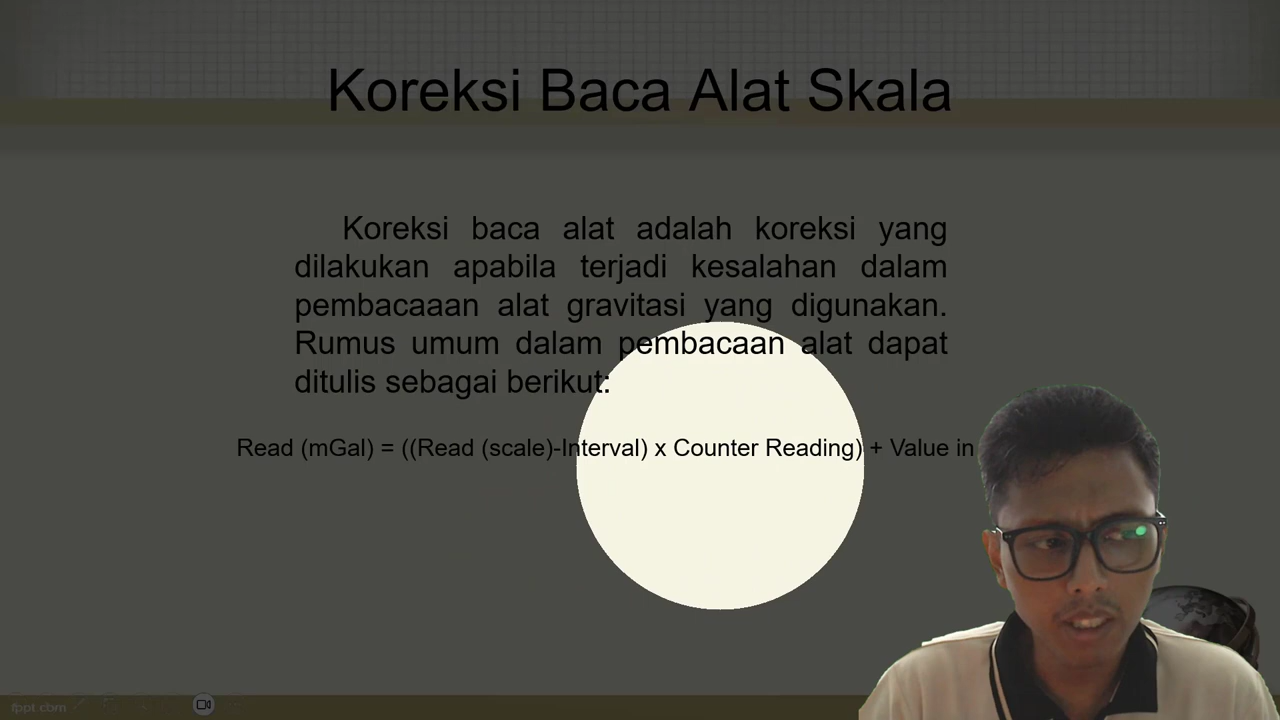 Koreksi Baca Alat Skala
Koreksi baca alat adalah koreksi yang
dilakukan apabila terjadi kesalahan dalam
pembacaaan alat gravitasi yang digunakan.
Rumus umum dalam pembacaan alat dapat
ditulis sebagai berikut:
Read (mGal) = ((Read (scale)-Interval) x Counter Reading) + Value in
fppt.com